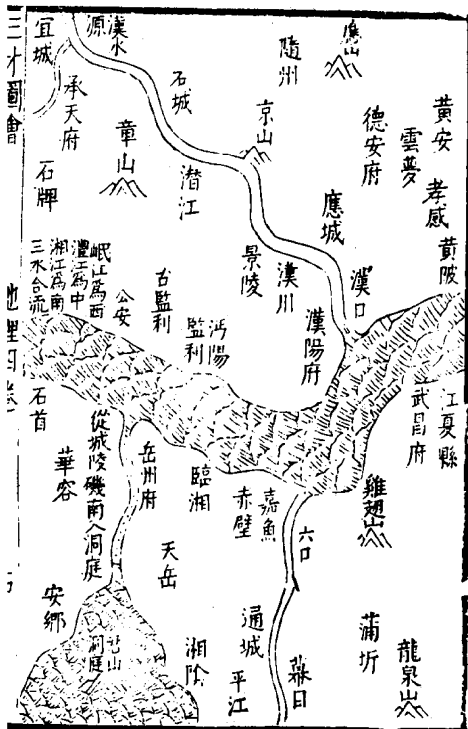 黃安
雲夢
孝感
黃陂
德安府
應城
漢口
應山
隨州
京山
漢川
漢陽府
景陵
石城
潛江
漢水
源
宜城
承天府
章山
石牌
岷江爲西
澧江爲中
湘江爲南
三水合流
公安
古監利
監利
沔陽
江夏縣
武昌府
雞翅山
嘉魚
赤壁
臨湘
六口
岳州府
從城陵磯南入洞庭
石首
華容
天岳
安鄉
洞庭
湘陰
通城
平江
蒲圻
龍泉山
三才圖會